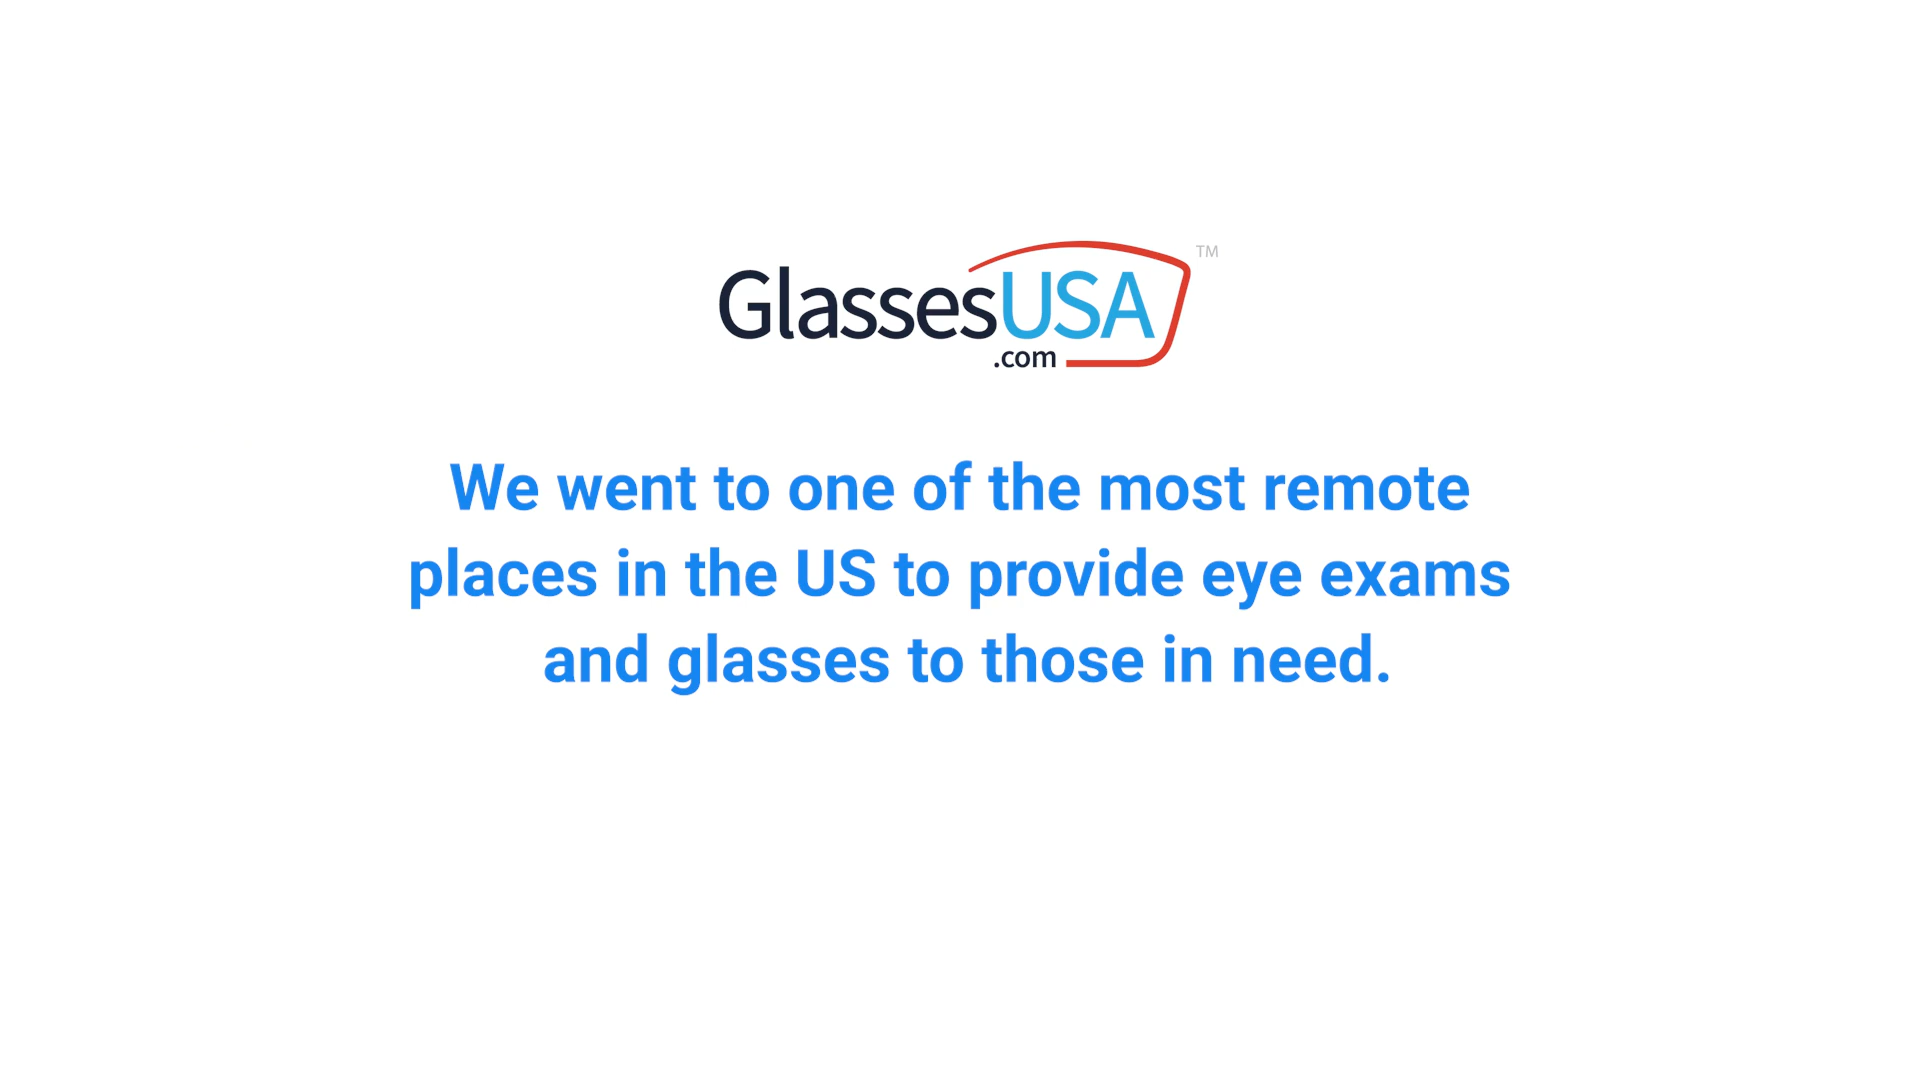 GlassesUSA
.com
TM
We went to one of the most remote
places in the US to provide eye exams
and glasses to those in need.